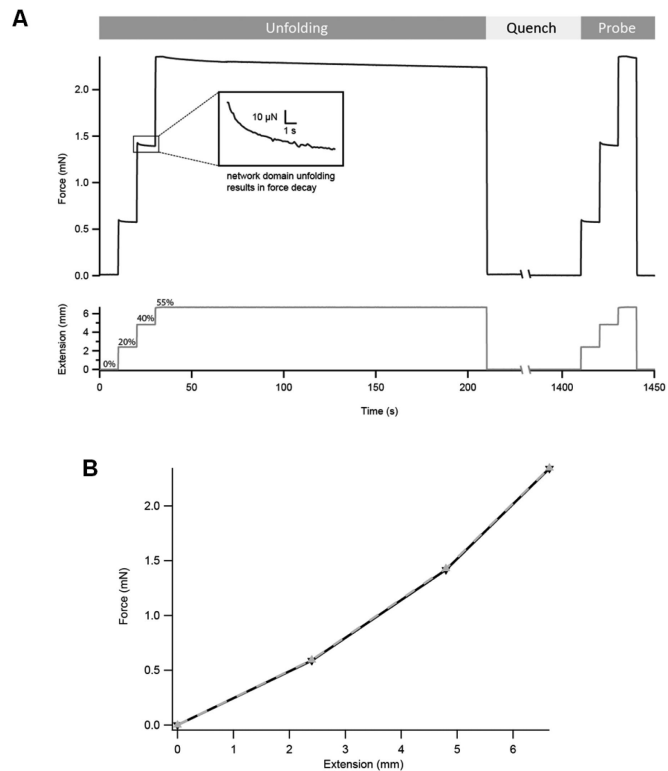 A
Unfolding
Quench
Probe
2.0
1.5
1.0
0.5
0.0
Force (mN)
10 µN
1 s
network domain unfolding
results in force decay
6
4
2
0
Extension (mm)
0%
20%
40%
55%
0
50
100
150
200
1400
1450
Time (s)
B
2.0
1.5
1.0
0.5
0.0
Force (mN)
0
1
2
3
4
5
6
Extension (mm)